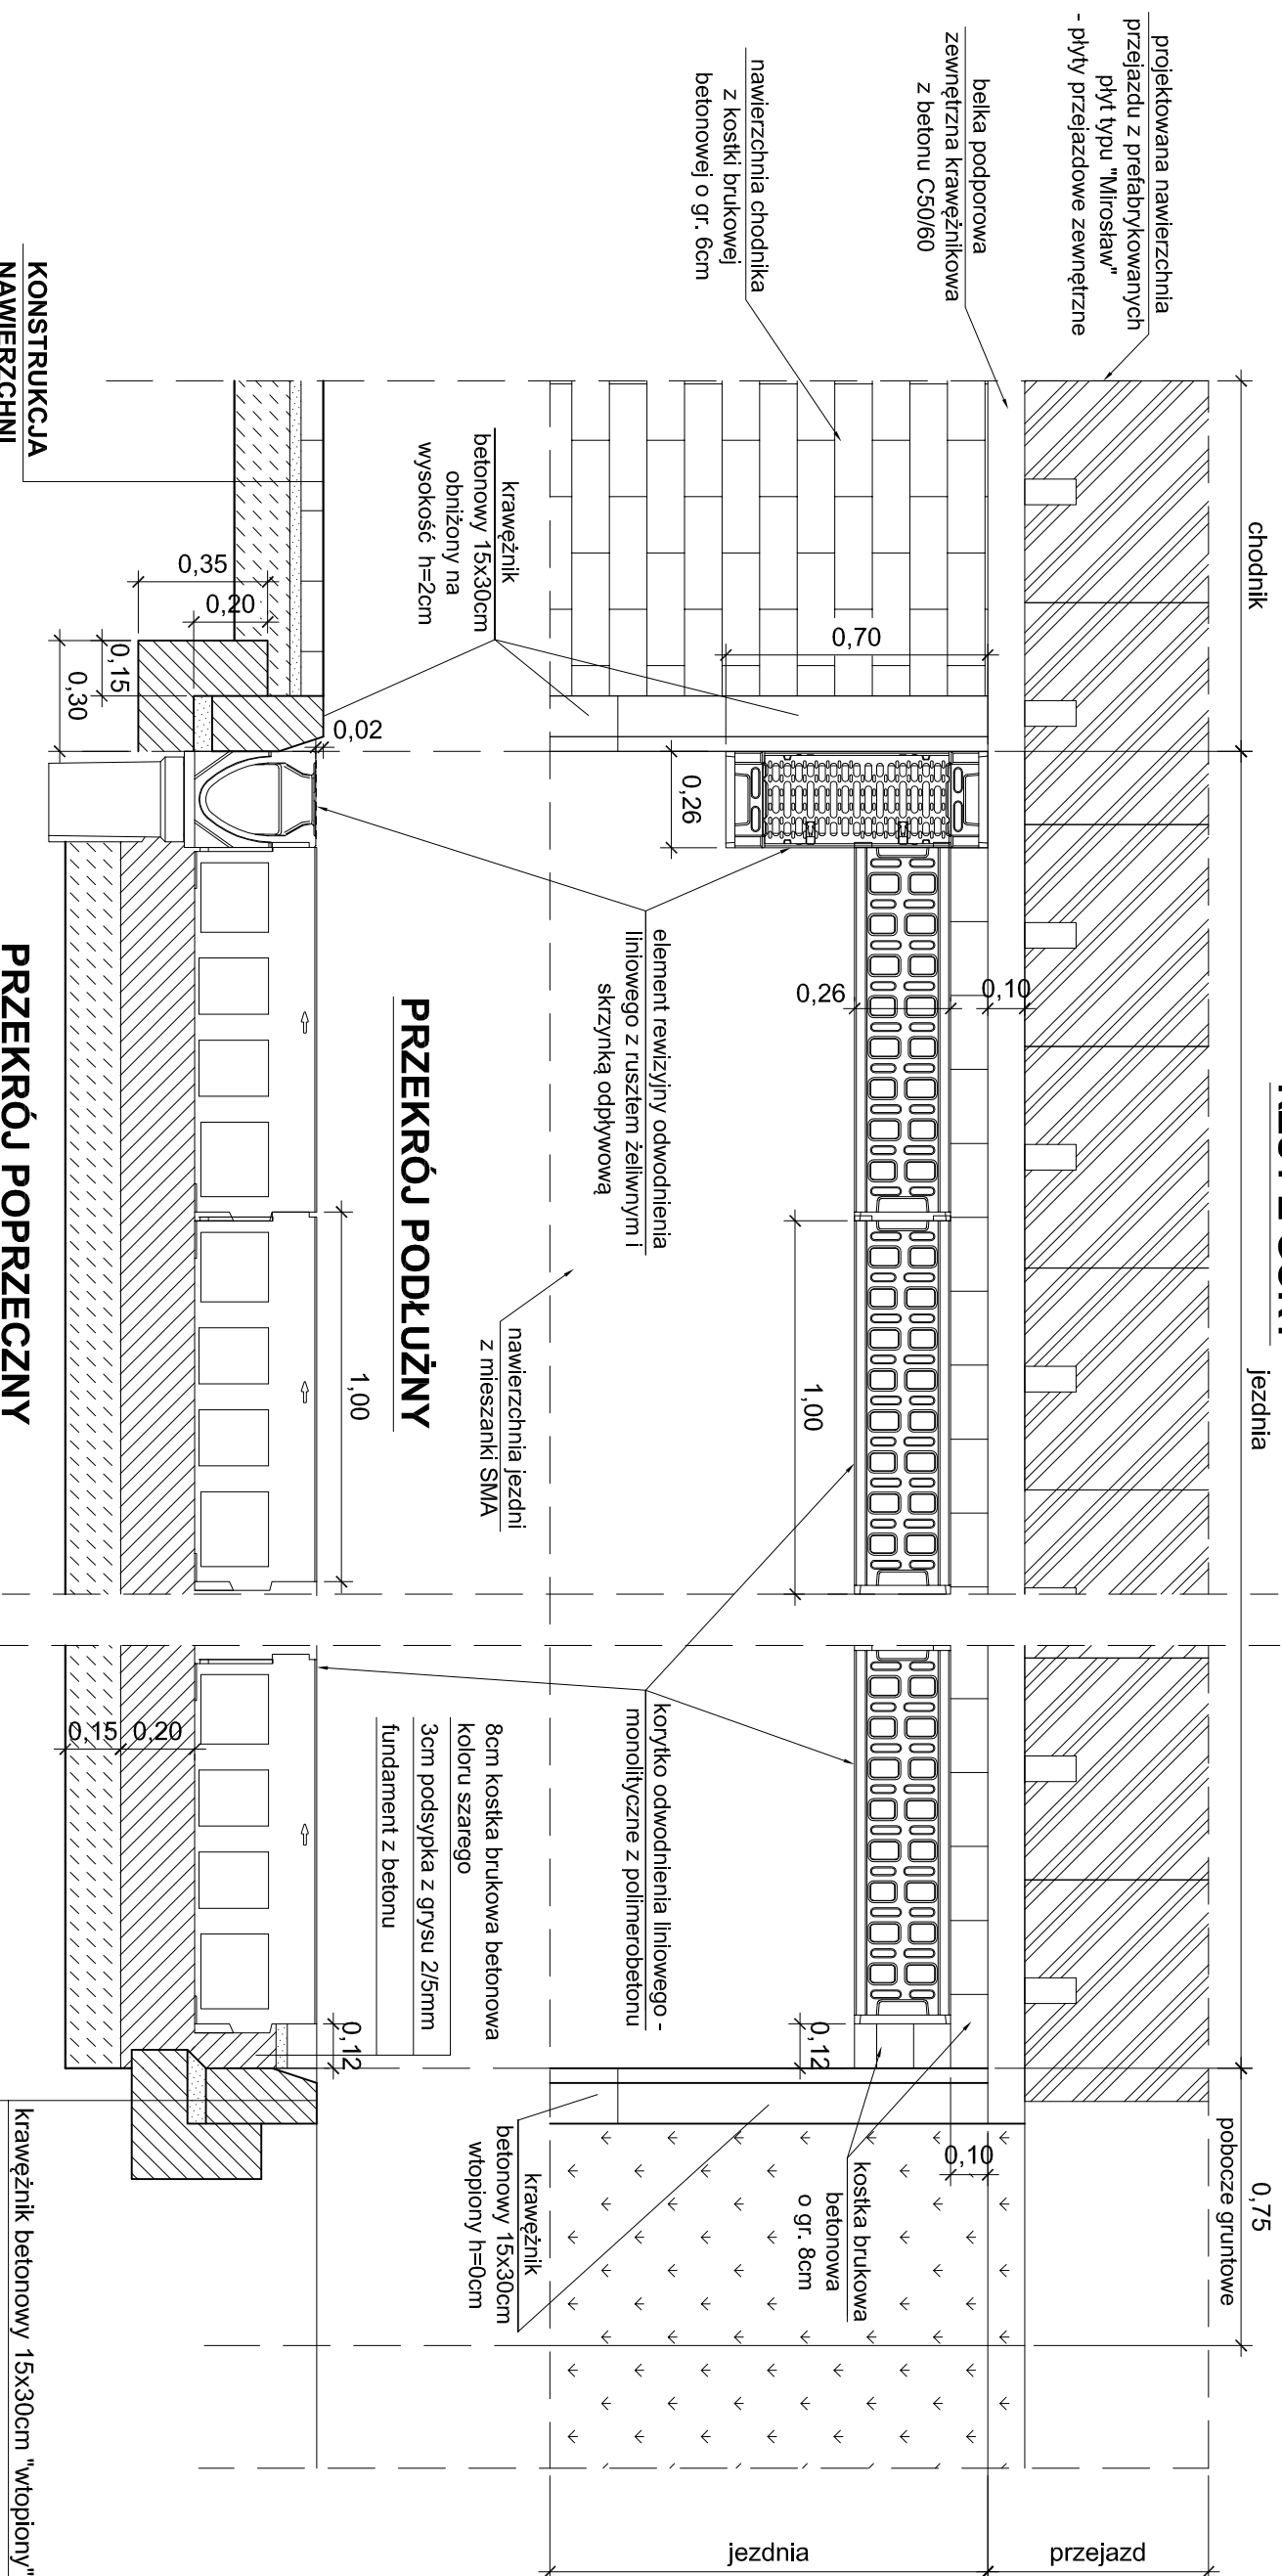 RZUT Z GÓRY
chodnik
jezdnia
0,75
pobocze gruntowe
projektowana nawierzchnia
przejazdu z prefabrykowanych
płyt typu "Mirosław"
- płyty przejazdowe zewnętrzne
belka podporowa
zewnętrzna krawężnikowa
z betonu C50/60
nawierzchnia chodnika
z kostki brukowej
betonowej o gr. 6cm
0,70
0,26
0,26
0,10
1,00
0,12
0,10
kostka brukowa
betonowa
o gr. 8cm
przejazd
jezdnia
krawężnik
betonowy 15x30cm
obniżony na
wysokość h=2cm
element rewizyjny odwodnienia
liniowego z rusztem żeliwnym i
skrzynką odpływową
nawierzchnia jezdni
z mieszanki SMA
korytko odwodnienia liniowego -
monolityczne z polimerobetonu
krawężnik
betonowy 15x30cm
wtopiony h=0cm
PRZEKRÓJ PODŁUŻNY
8cm kostka brukowa betonowa
koloru szarego
3cm podsypka z grysu 2/5mm
fundament z betonu
0,02
1,00
0,12
0,35
0,20
0,15
0,30
0,15
0,20
KONSTRUKCJA
NAWIERZCHNI
PRZEKRÓJ POPRZECZNY
krawężnik betonowy 15x30cm "wtopiony"